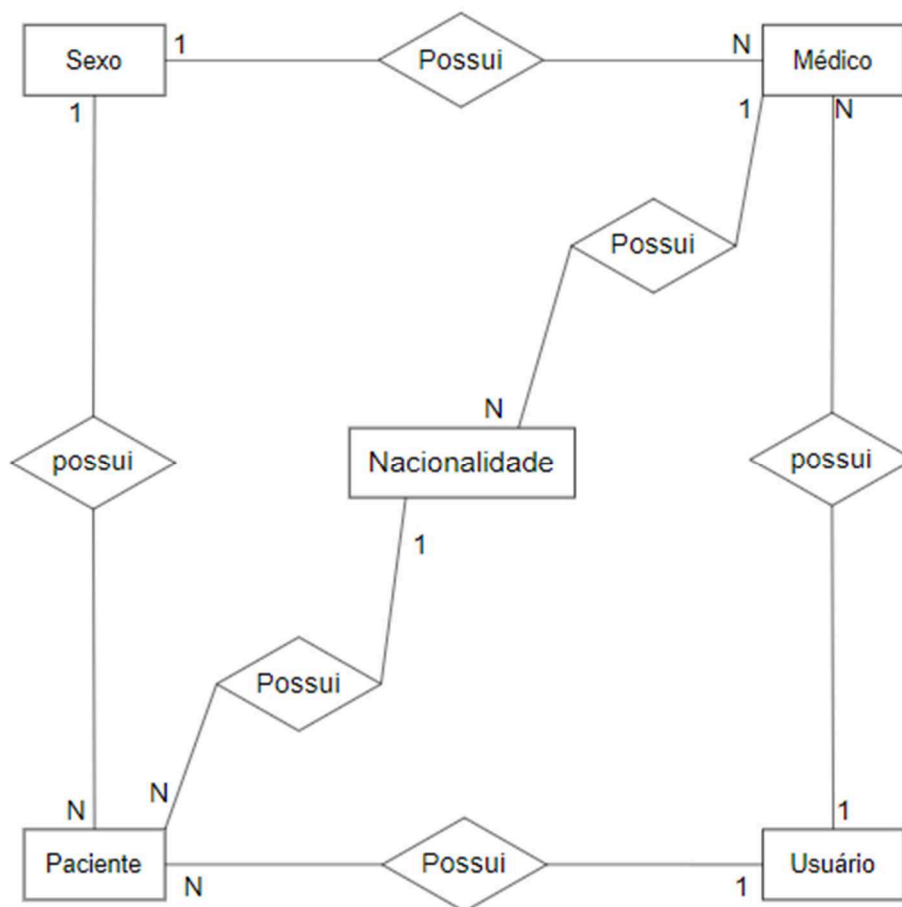 Sexo
1
Possui
N
Médico
1
1
N
Possui
N
possui
Nacionalidade
possui
1
Possui
N
N
1
Paciente
N
Possui
1
Usuário